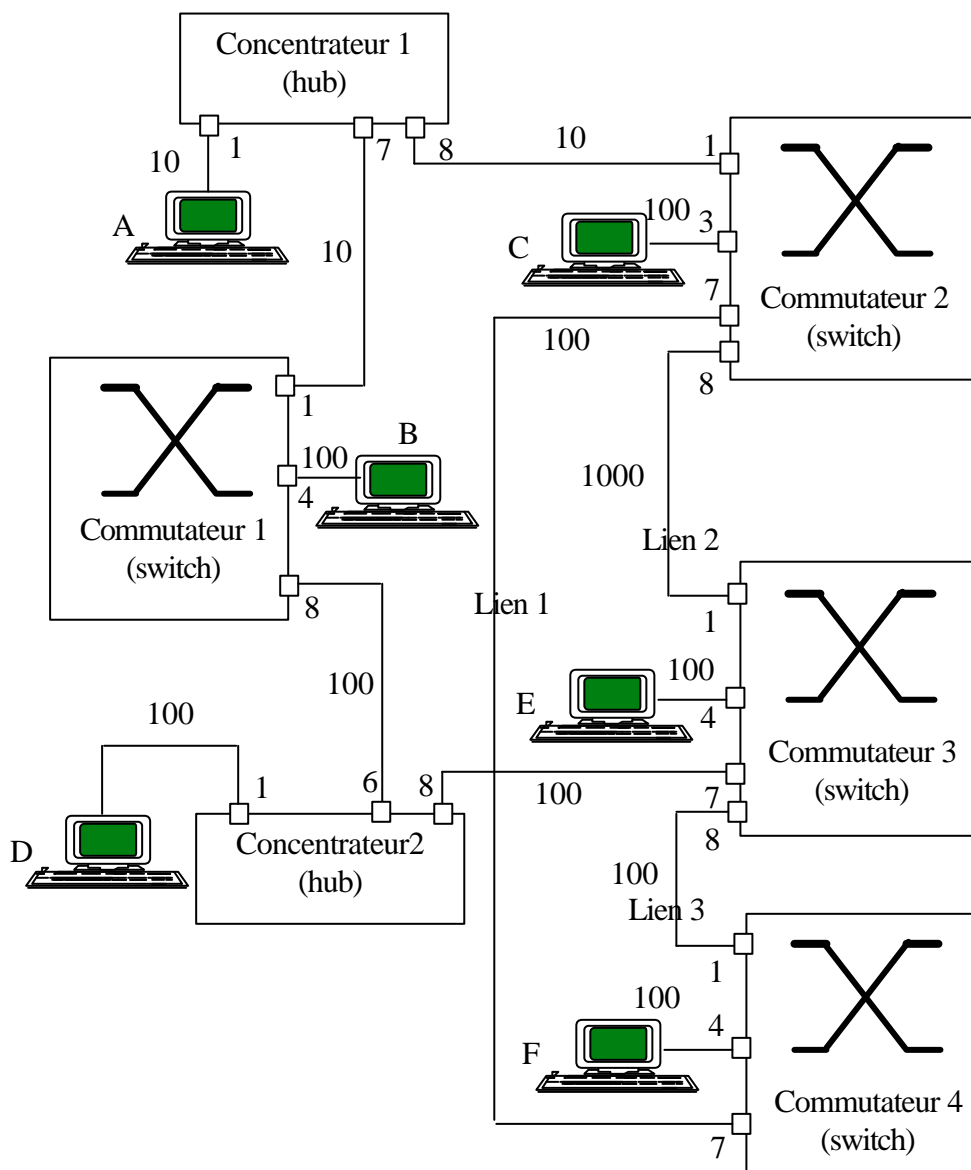 Concentrateur 1
(hub)
1
7
8
10
10
1
A
10
100
3
C
7
Commutateur 2
(switch)
100
8
1
B
100
4
1000
Commutateur 1
(switch)
Lien 2
8
Lien 1
1
100
100
E
4
100
Commutateur 3
(switch)
1
6
8
100
7
8
D
Concentrateur2
(hub)
100
Lien 3
1
100
4
F
Commutateur 4
(switch)
7